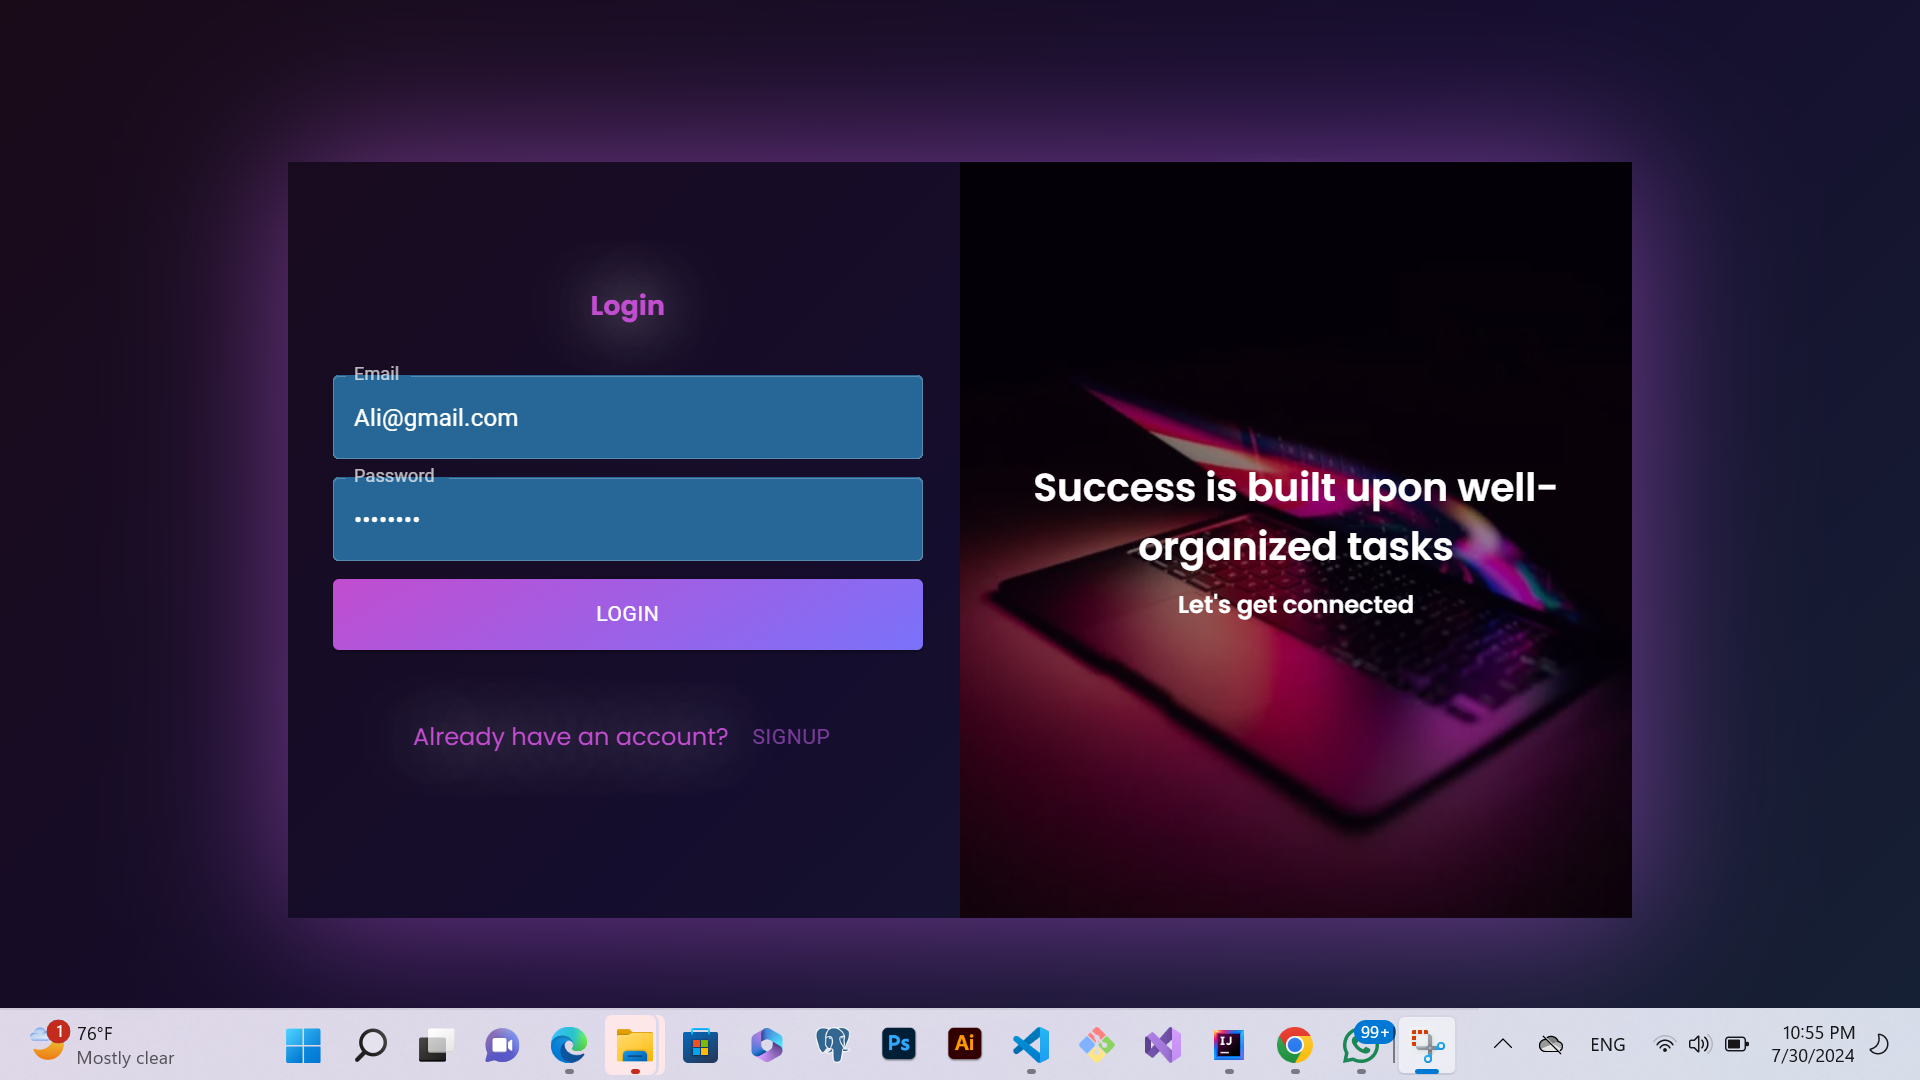 Login
Email
Ali@gmail.com
Password
••••••••
LOGIN
Already have an account? SIGNUP
Success is built upon well-
organized tasks
Let's get connected
1
76°F
Mostly clear
Ps
Ai
IJ
99+
ENG
10:55 PM
7/30/2024